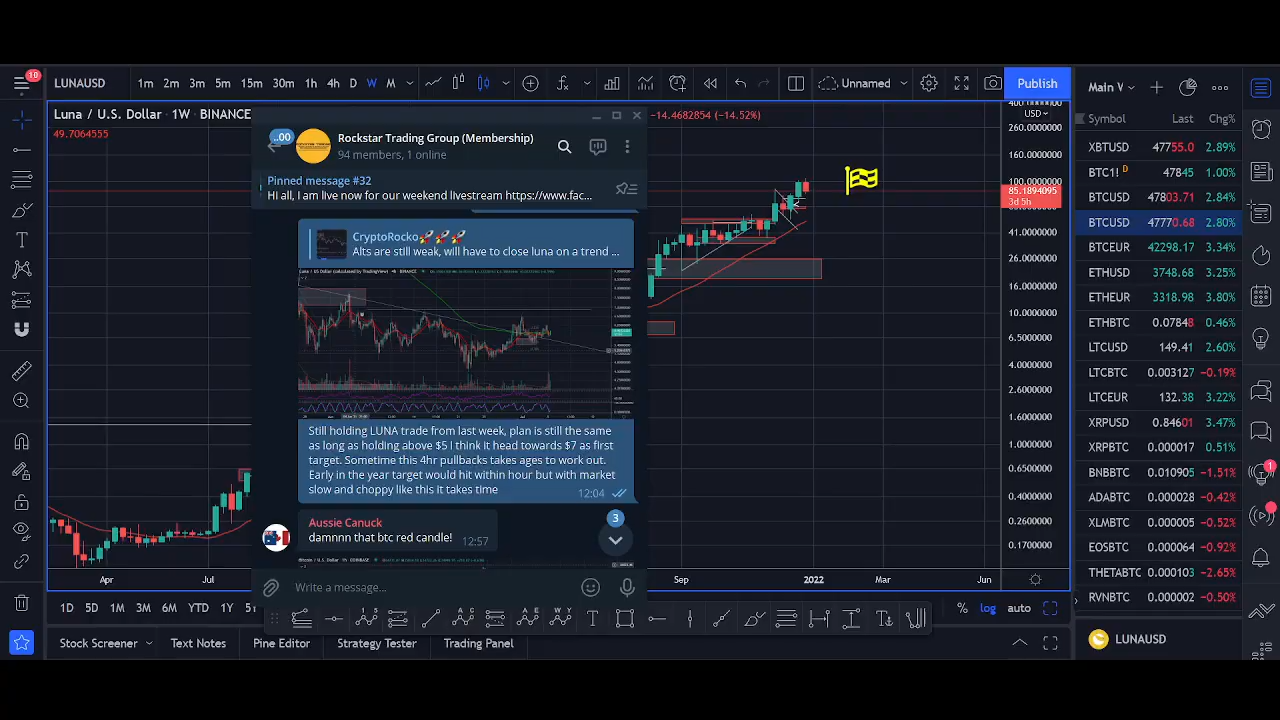 10
LUNAUSD
1m 2m 3m 5m 15m 30m 1h 4h D W M
Unnamed
Publish
Main V
Luna / U.S. Dollar 1W BINANCE
-14.4682854 (-14.52%)
49.7064555
USD
260.0000000
160.0000000
100.0000000
85.1894095
3d 5h
41.0000000
26.0000000
16.0000000
10.0000000
6.5000000
4.0000000
2.6000000
1.6000000
1.0000000
0.6500000
0.4000000
0.2600000
0.1700000
..00
Rockstar Trading Group (Membership)
94 members, 1 online
Pinned message #32
Hi all, I am live now for our weekend livestream https://www.fac...
CryptoRocko🚀🚀🚀
Alts are still weak, will have to close luna on a trend ...
Still holding LUNA trade from last week, plan is still the same
as long as holding above $5 I think it head towards $7 as first
target. Sometime this 4hr pullbacks takes ages to work out.
Early in the year target would hit within hour but with market
slow and choppy like this it takes time
12:04
3
Aussie Canuck
damnnn that btc red candle! 12:57
Write a message...
Apr Jul Sep 2022 Mar Jun
1D 5D 1M 3M 6M YTD 1Y
% log auto
Stock Screener Text Notes Pine Editor Strategy Tester Trading Panel
Symbol Last Chg%
XBTUSD 47755.0 2.89%
BTC1! D 47845 1.00%
BTCUSD 47803.71 2.84%
BTCUSD 47770.68 2.80%
BTCEUR 42298.17 3.34%
ETHUSD 3748.68 3.25%
ETHEUR 3318.98 3.80%
ETHBTC 0.07848 0.46%
LTCUSD 149.41 2.60%
LTCBTC 0.003127 −0.19%
LTCEUR 132.38 3.22%
XRPUSD 0.84601 3.47%
XRPBTC 0.000017 0.51%
BNBBTC 0.010905 −1.51%
ADABTC 0.000028 −0.42%
XLMBTC 0.000006 −0.52%
DASHBTC 0.003064 −0.92%
THETABTC 0.000103 −2.65%
RVNBTC 0.000002 −0.50%
LUNAUSD
1